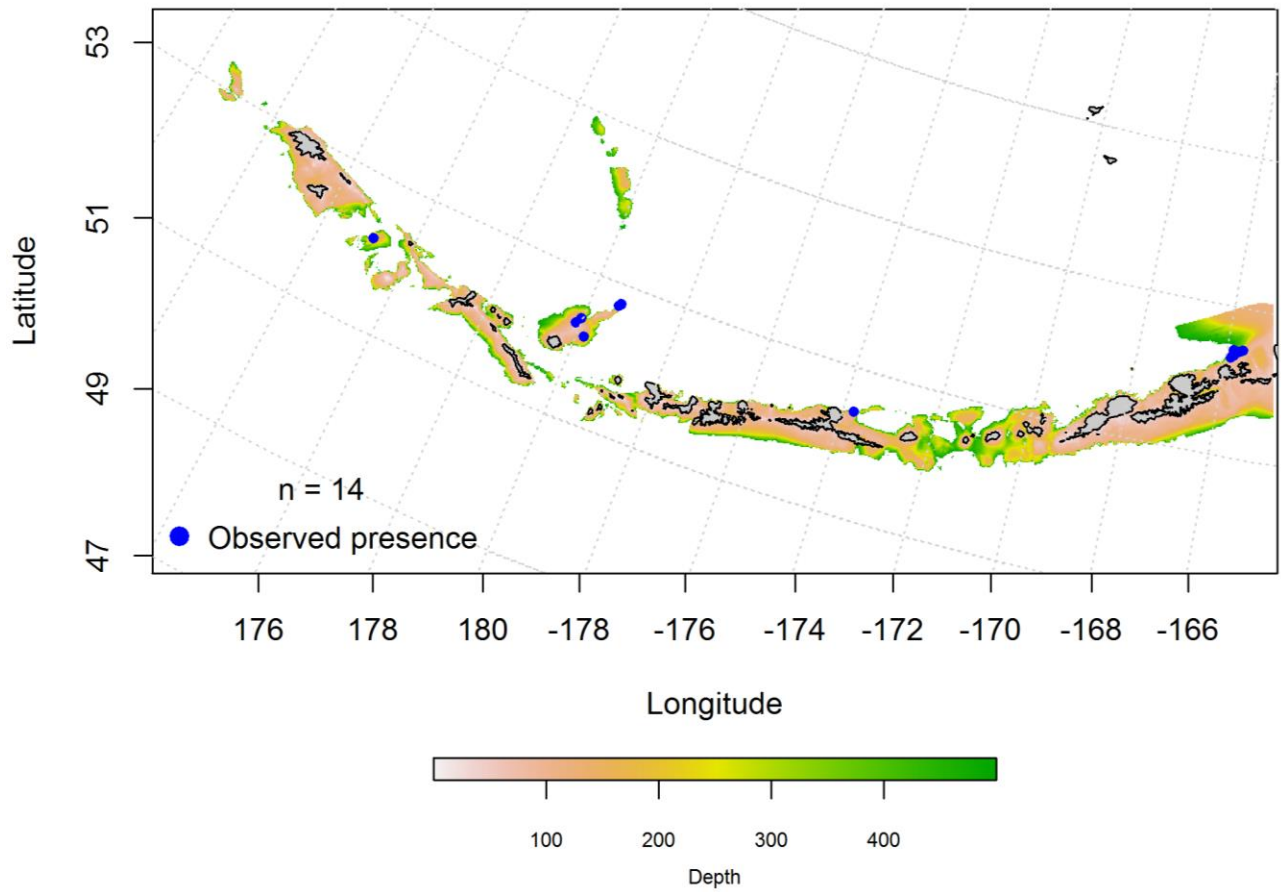 53
51
49
47
Latitude
n = 14
Observed presence
176 178 180 -178 -176 -174 -172 -170 -168 -166
Longitude
100 200 300 400
Depth